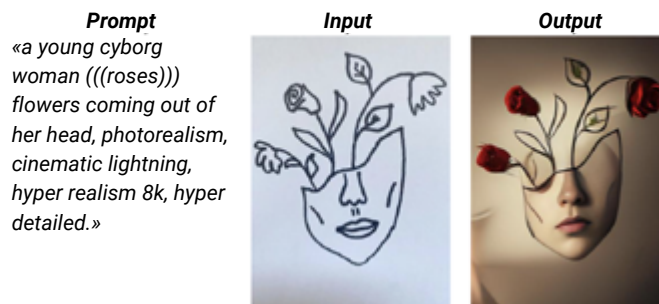 Prompt
Input
Output
«a young cyborg
woman (((roses)))
flowers coming out of
her head, photorealism,
cinematic lightning,
hyper realism 8k, hyper
detailed.»